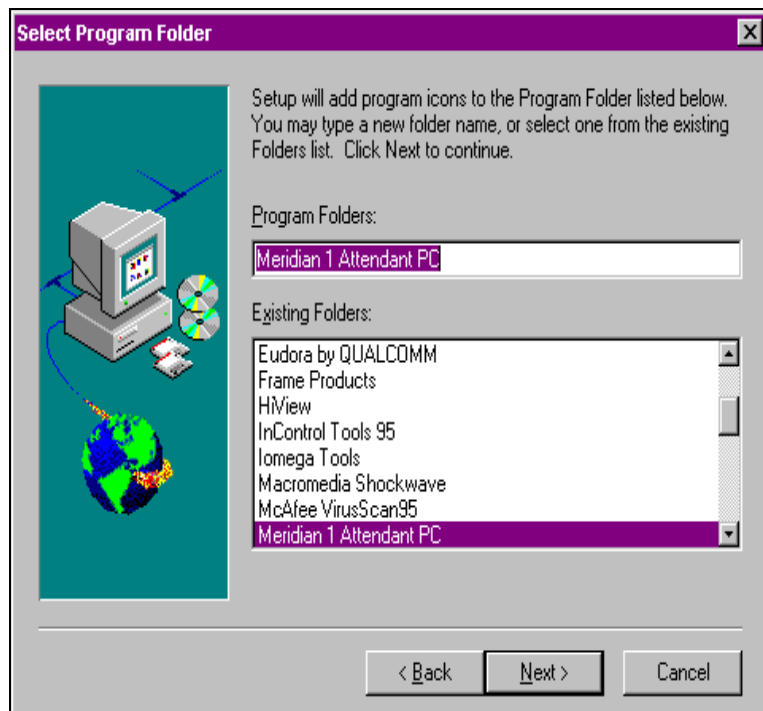 Select Program Folder
Setup will add program icons to the Program Folder listed below.
You may type a new folder name, or select one from the existing
Folders list. Click Next to continue.
Program Folders:
Meridian 1 Attendant PC
Existing Folders:
Eudora by QUALCOMM
Frame Products
HiView
InControl Tools 95
Iomega Tools
Macromedia Shockwave
McAfee VirusScan95
Meridian 1 Attendant PC
< Back
Next >
Cancel